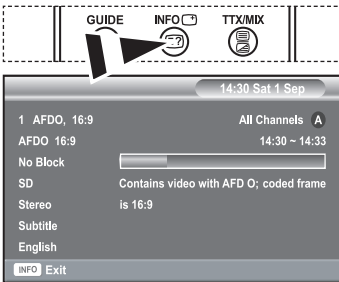 GUIDE INFO TTX/MIX
14:30 Sat 1 Sep
1 AFDO, 16:9 All Channels A
AFDO 16:9 14:30 ~ 14:33
No Block
SD Contains video with AFD O; coded frame
Stereo is 16:9
Subtitle
English
INFO Exit